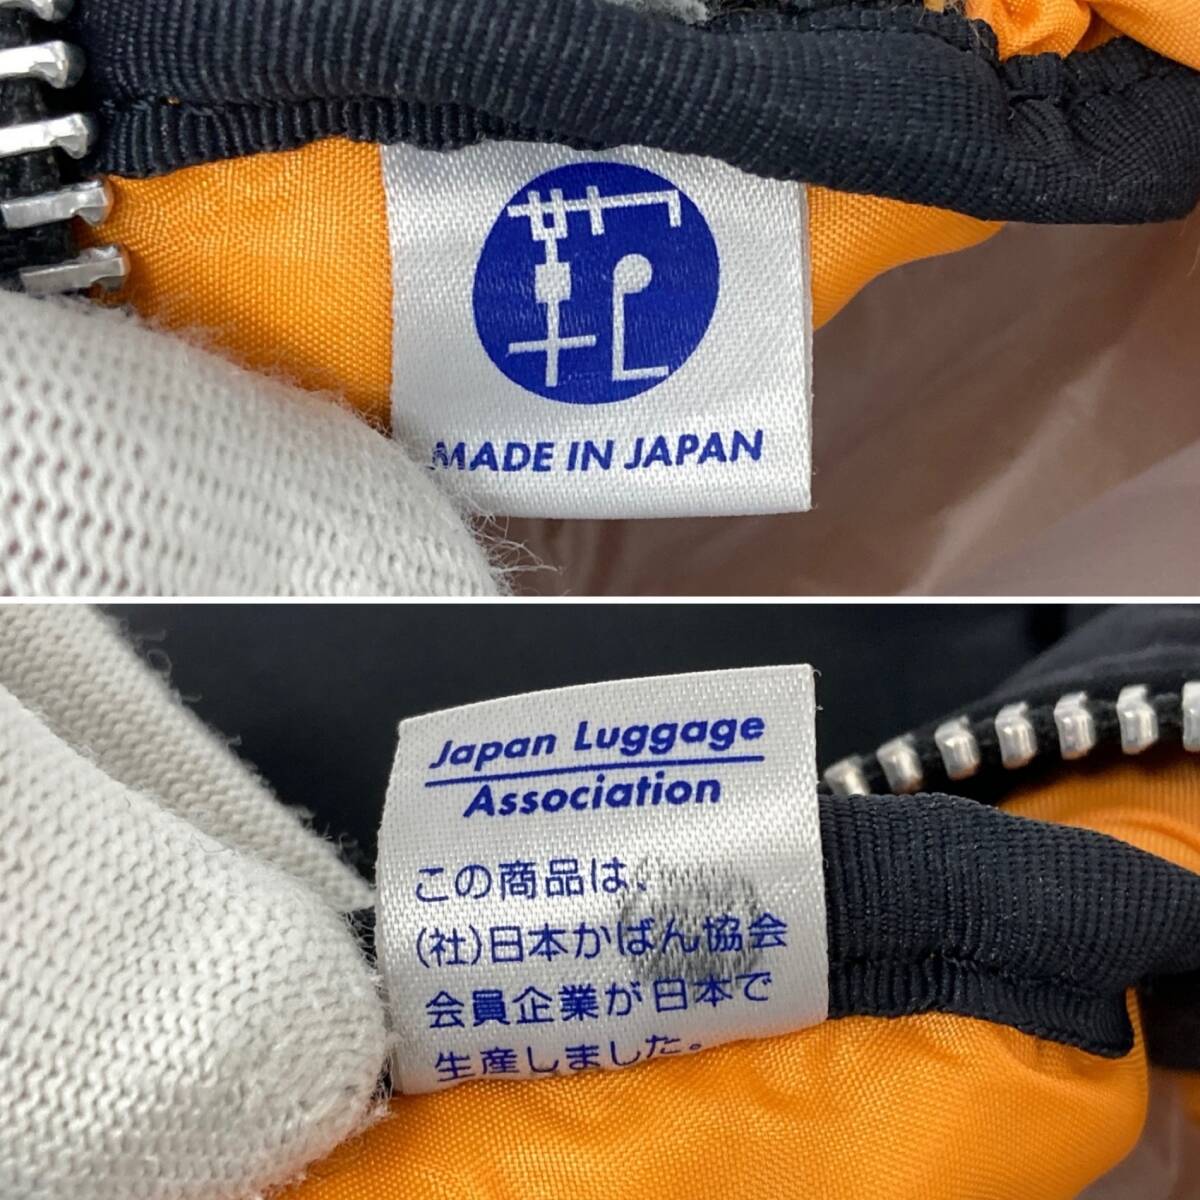 MADE IN JAPAN
Japan Luggage
Association
この商品は、
(社)日本かばん協会
会員企業が日本で
生産しました。